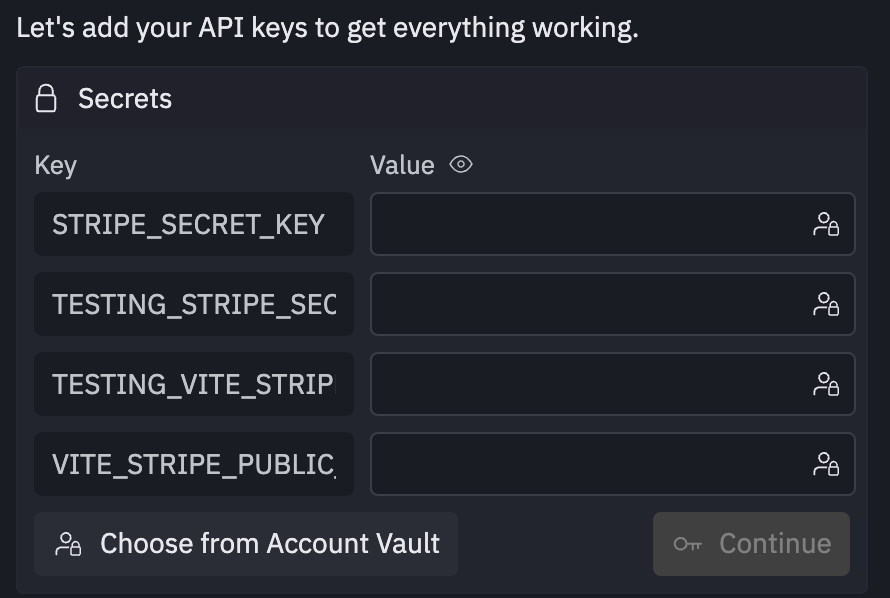 Let's add your API keys to get everything working.
Secrets
Key Value
STRIPE_SECRET_KEY
TESTING_STRIPE_SEC
TESTING_VITE_STRIP
VITE_STRIPE_PUBLIC_
Choose from Account Vault Continue